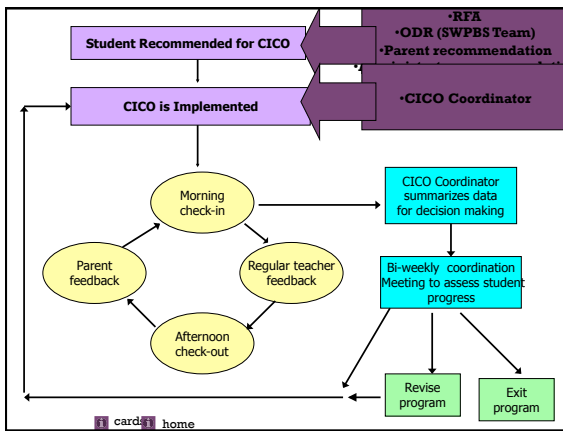 Student Recommended for CICO
•RFA
•ODR (SWPBS Team)
•Parent recommendation
CICO is Implemented
•CICO Coordinator
Morning
check-in
Parent
feedback
Regular teacher
feedback
Afternoon
check-out
CICO Coordinator
summarizes data
for decision making
Bi-weekly coordination
Meeting to assess student
progress
Revise
program
Exit
program
cards
home